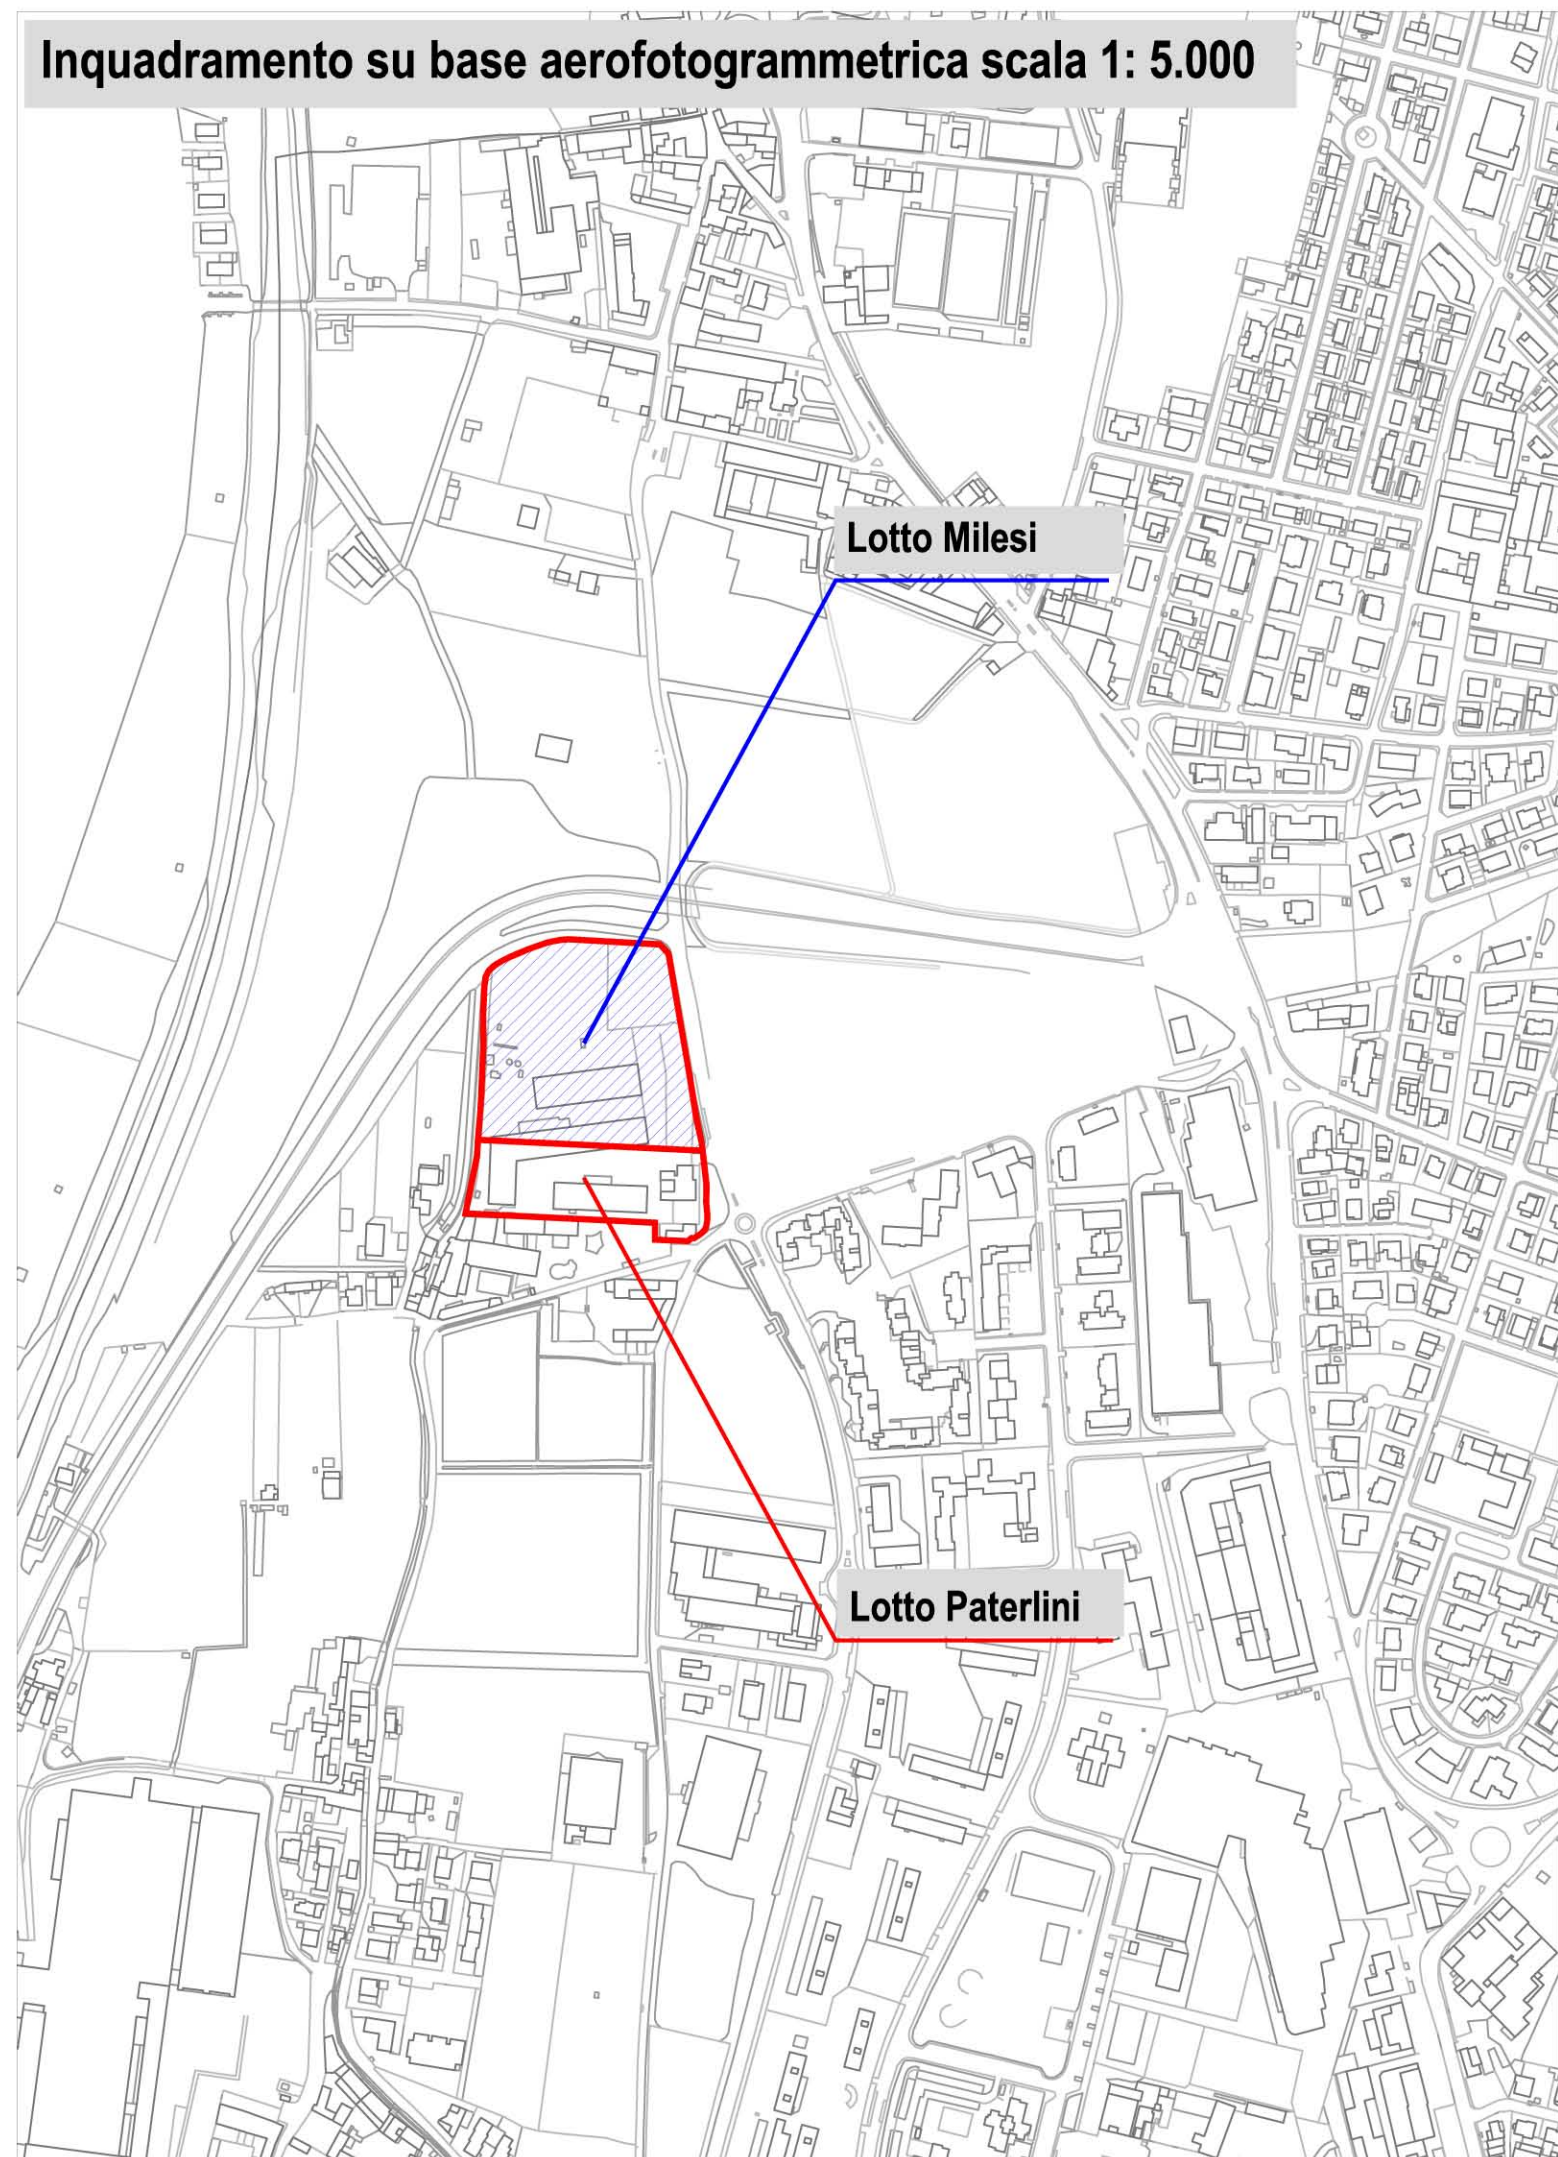 Inquadramento su base aerofotogrammetrica scala 1: 5.000
Lotto Milesi
Lotto Paterlini